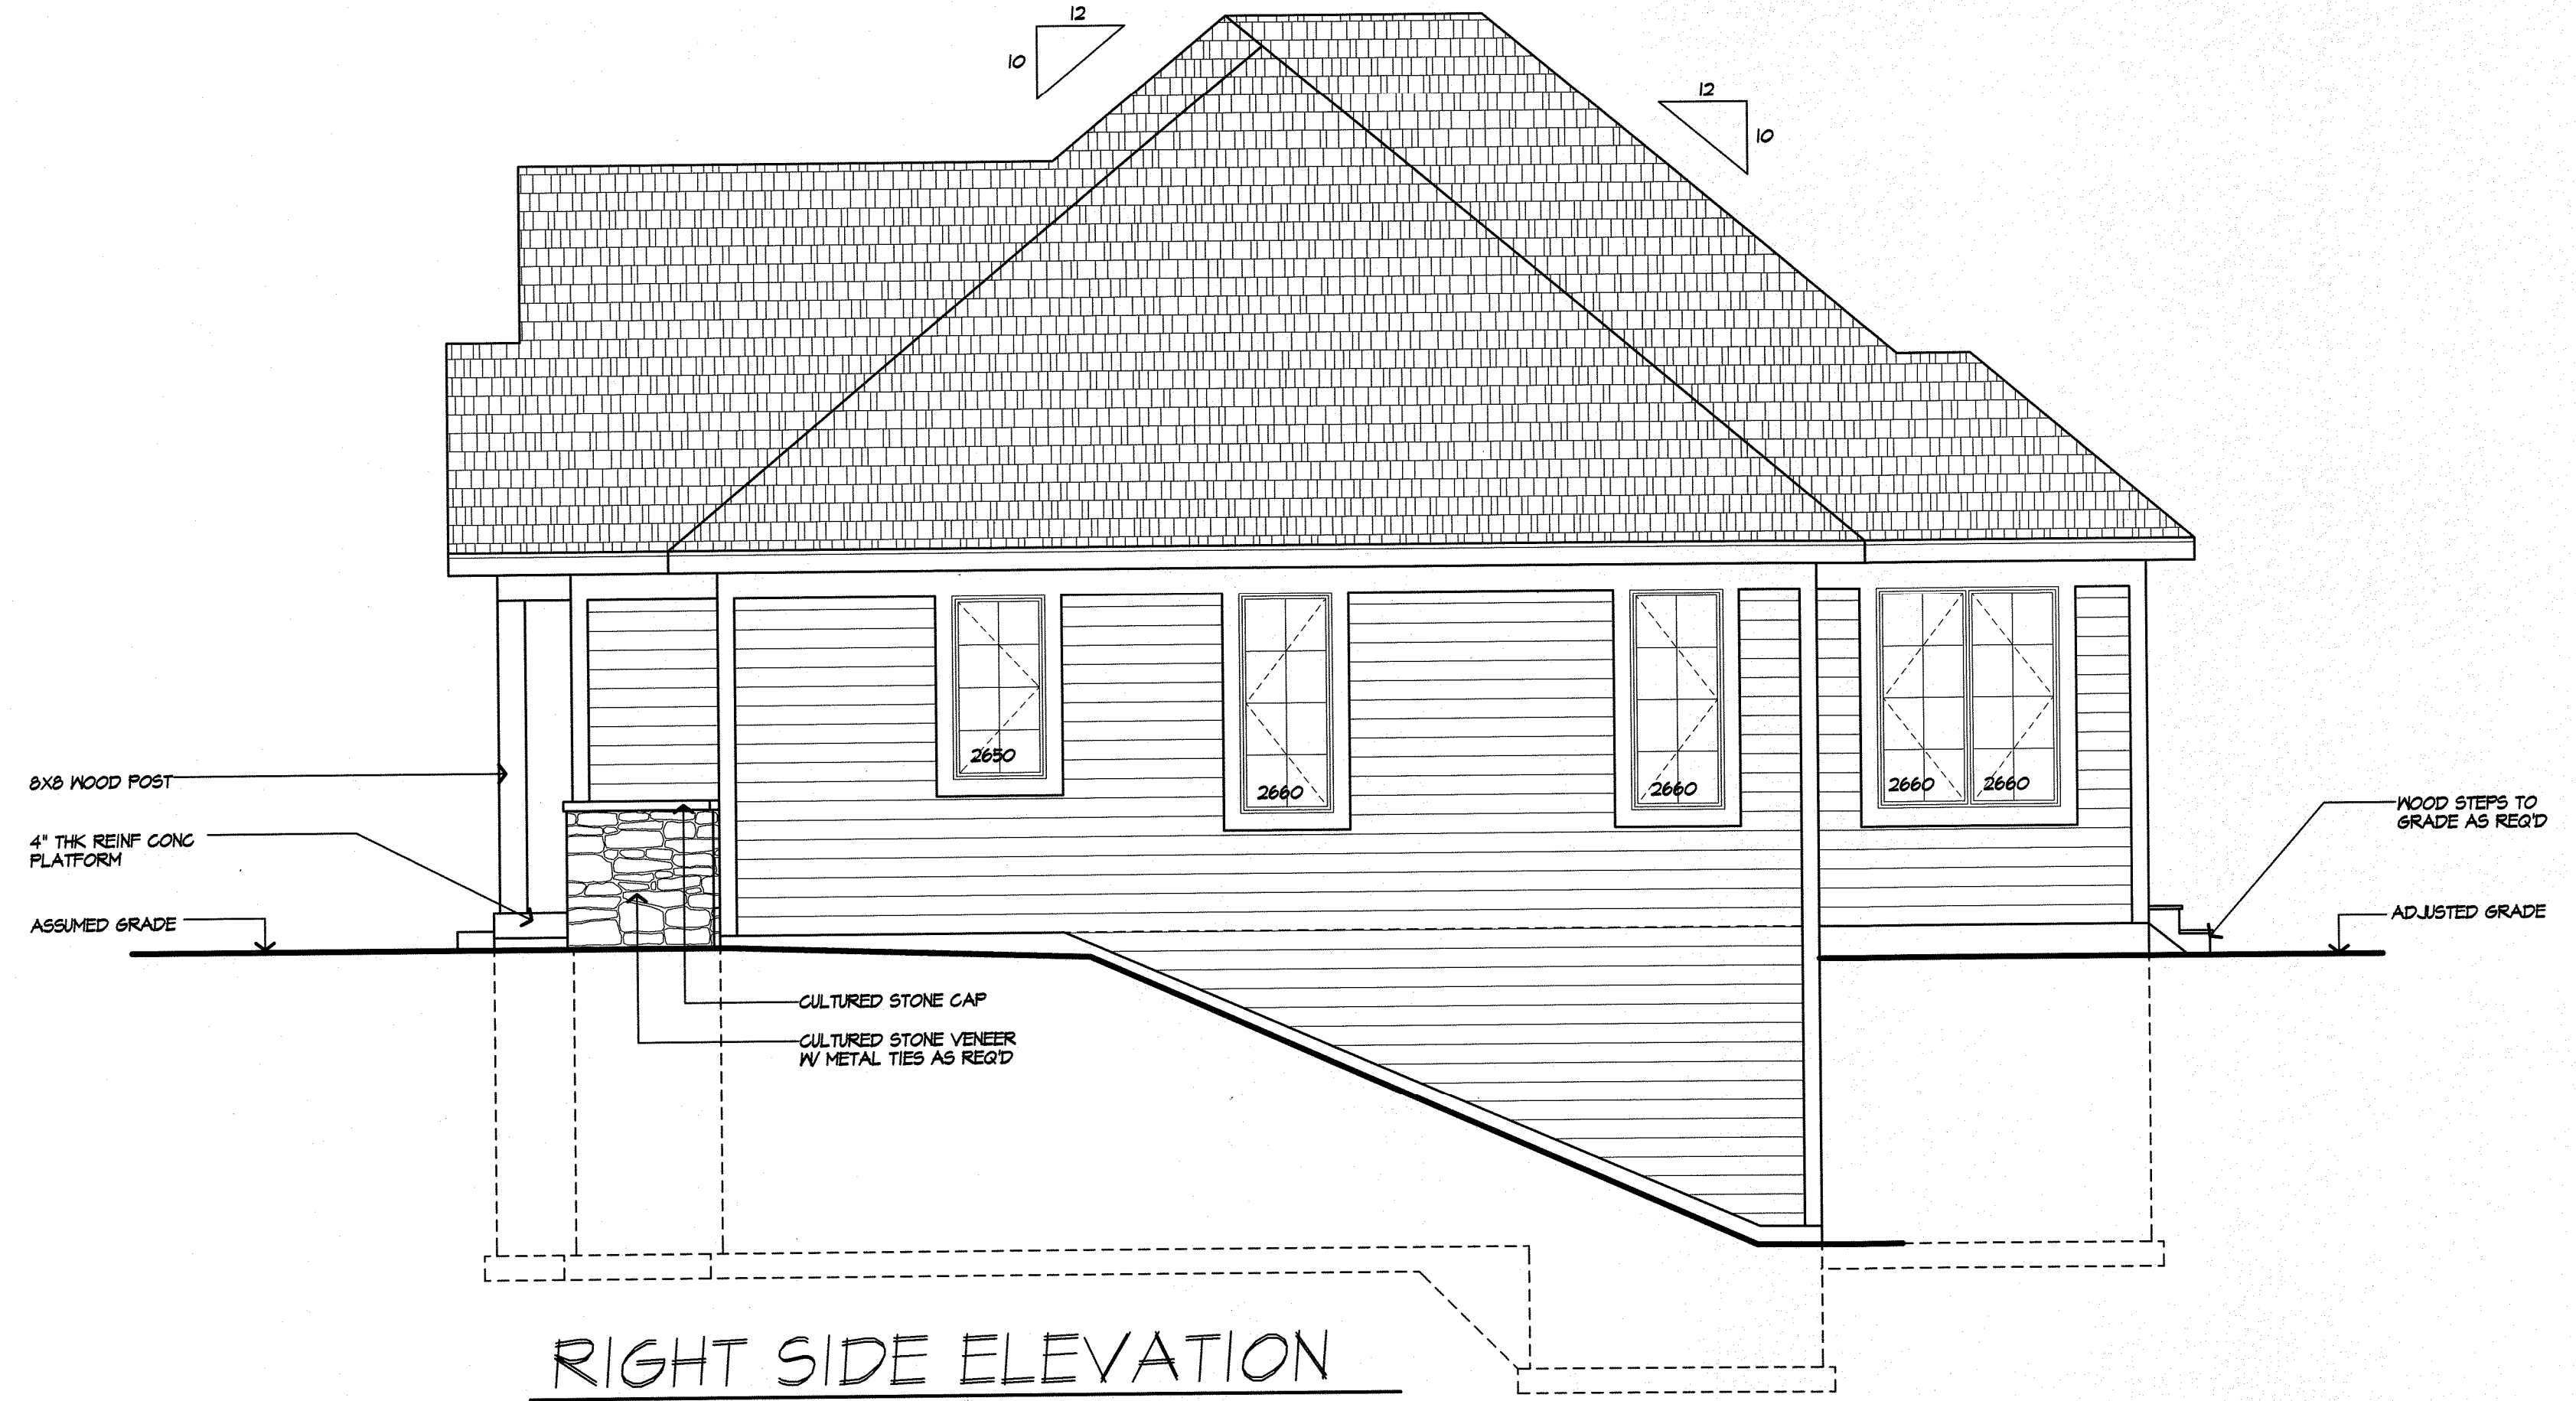 12
10
12
10
2650
2660
2660
2660 2660
8X8 WOOD POST
4" THK REINF CONC
PLATFORM
ASSUMED GRADE
WOOD STEPS TO
GRADE AS REQ'D
ADJUSTED GRADE
CULTURED STONE CAP
CULTURED STONE VENEER
W/ METAL TIES AS REQ'D
RIGHT SIDE ELEVATION